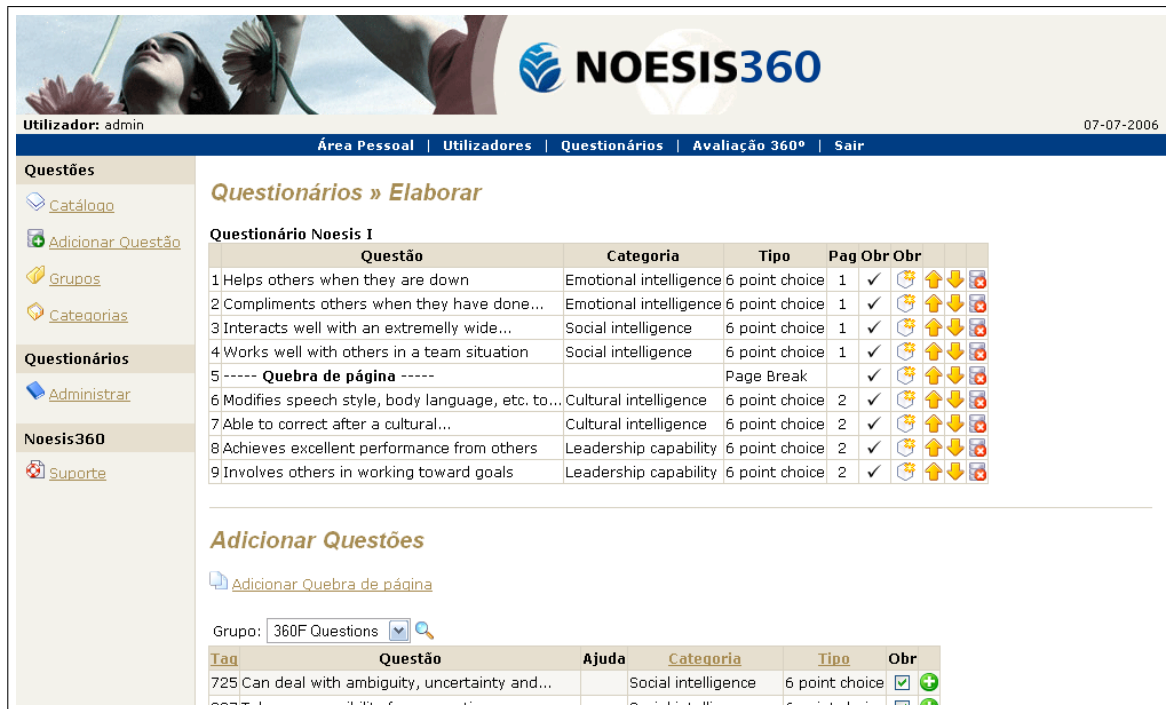 NOESIS360
Utilizador: admin
07-07-2006
Área Pessoal | Utilizadores | Questionários | Avaliação 360º | Sair
Questões
Catálogo
Adicionar Questão
Grupos
Categorias
Questionários
Administrar
Noesis360
Suporte
Questionários » Elaborar
Questionário Noesis I
Questão Categoria Tipo Pag Obr Obr
1 Helps others when they are down Emotional intelligence 6 point choice 1
2 Compliments others when they have done... Emotional intelligence 6 point choice 1
3 Interacts well with an extremelly wide... Social intelligence 6 point choice 1
4 Works well with others in a team situation Social intelligence 6 point choice 1
5 ----- Quebra de página ----- Page Break
6 Modifies speech style, body language, etc. to... Cultural intelligence 6 point choice 2
7 Able to correct after a cultural... Cultural intelligence 6 point choice 2
8 Achieves excellent performance from others Leadership capability 6 point choice 2
9 Involves others in working toward goals Leadership capability 6 point choice 2
Adicionar Questões
Adicionar Quebra de página
Grupo: 360F Questions
Tag Questão Ajuda Categoria Tipo Obr
725 Can deal with ambiguity, uncertainty and... Social intelligence 6 point choice